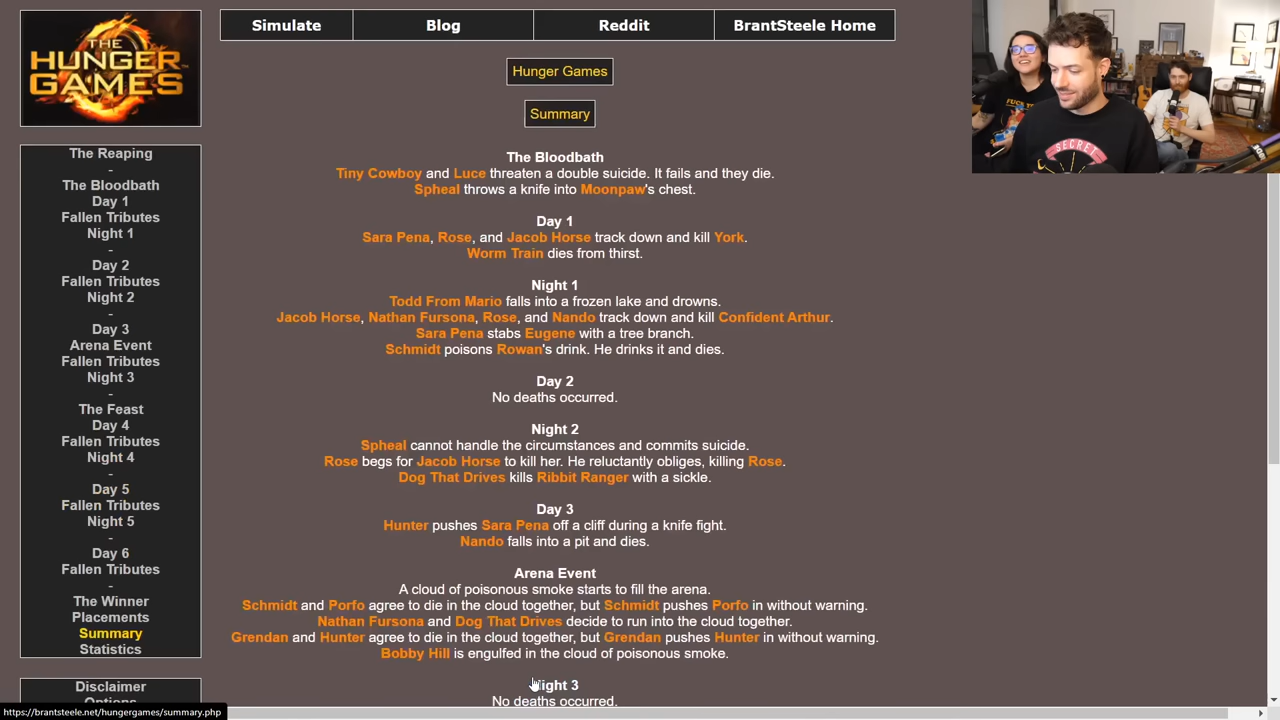 THE
HUNGER
GAMES
Simulate
Blog
Reddit
BrantSteele Home
Hunger Games
Summary
The Reaping
-
The Bloodbath
Day 1
Fallen Tributes
Night 1
-
Day 2
Fallen Tributes
Night 2
-
Day 3
Arena Event
Fallen Tributes
Night 3
-
The Feast
Day 4
Fallen Tributes
Night 4
-
Day 5
Fallen Tributes
Night 5
-
Day 6
Fallen Tributes
-
The Winner
Placements
Summary
Statistics
Disclaimer
Options
https://brantsteele.net/hungergames/summary.php
The Bloodbath
Tiny Cowboy and Luce threaten a double suicide. It fails and they die.
Spheal throws a knife into Moonpaw's chest.
Day 1
Sara Pena, Rose, and Jacob Horse track down and kill York.
Worm Train dies from thirst.
Night 1
Todd From Mario falls into a frozen lake and drowns.
Jacob Horse, Nathan Fursona, Rose, and Nando track down and kill Confident Arthur.
Sara Pena stabs Eugene with a tree branch.
Schmidt poisons Rowan's drink. He drinks it and dies.
Day 2
No deaths occurred.
Night 2
Spheal cannot handle the circumstances and commits suicide.
Rose begs for Jacob Horse to kill her. He reluctantly obliges, killing Rose.
Dog That Drives kills Ribbit Ranger with a sickle.
Day 3
Hunter pushes Sara Pena off a cliff during a knife fight.
Nando falls into a pit and dies.
Arena Event
A cloud of poisonous smoke starts to fill the arena.
Schmidt and Porfo agree to die in the cloud together, but Schmidt pushes Porfo in without warning.
Nathan Fursona and Dog That Drives decide to run into the cloud together.
Grendan and Hunter agree to die in the cloud together, but Grendan pushes Hunter in without warning.
Bobby Hill is engulfed in the cloud of poisonous smoke.
Night 3
No deaths occurred.
SECRET